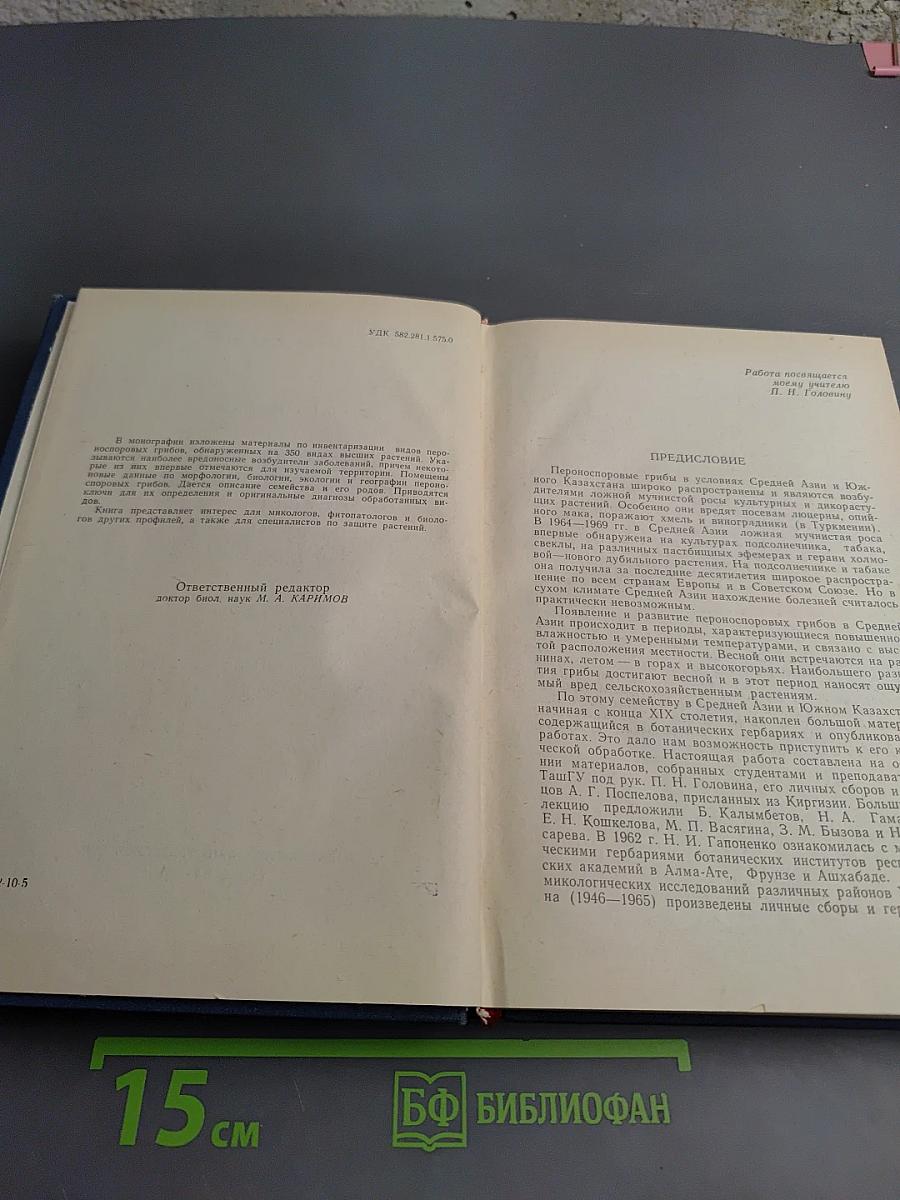 УДК 582.281.1.575.0
В монографии изложены материалы по инвентаризации видов перо-
носпоровых грибов, обнаруженных на 350 видах высших растений. Ука-
зываются наиболее вредоносные возбудители заболеваний, причем некото-
рые из них впервые отмечаются для изучаемой территории. Помещены
новые данные по морфологии, биологии, экологии и географии пероно-
споровых грибов. Дается описание семейства и его родов. Приводятся
ключи для их определения и оригинальные диагнозы обработанных ви-
дов.
Книга представляет интерес для микологов, фитопатологов и биоло-
гов других профилей, а также для специалистов по защите растений.
Ответственный редактор
доктор биол. наук М. А. КАРИМОВ
-10-5
Работа посвящается
моему учителю
П. Н. Головину
ПРЕДИСЛОВИЕ
Пероноспоровые грибы в условиях Средней Азии и Юж-
ного Казахстана широко распространены и являются возбу-
дителями ложной мучнистой росы культурных и дикорасту-
щих растений. Особенно они вредят посевам люцерны, опий-
ного мака, поражают хмель и виноградники (в Туркмении).
В 1964—1969 гг. в Средней Азии ложная мучнистая роса
впервые обнаружена на культурах подсолнечника, табака,
свеклы, на различных пастбищных эфемерах и герани холмо-
вой—нового дубильного растения. На подсолнечнике и табаке
она получила за последние десятилетия широкое распростра-
нение по всем странам Европы и в Советском Союзе. Но в
сухом климате Средней Азии нахождение болезней считалось
практически невозможным.
Появление и развитие пероноспоровых грибов в Средней
Азии происходит в периоды, характеризующиеся повышенно
влажностью и умеренными температурами, и связано с выс
той расположения местности. Весной они встречаются на ра
нинах, летом — в горах и высокогорьях. Наибольшего разв
тия грибы достигают весной и в этот период наносят ощу
мый вред сельскохозяйственным растениям.
По этому семейству в Средней Азии и Южном Казахст
начиная с конца XIX столетия, накоплен большой матер
содержащийся в ботанических гербариях и опубликова
работах. Это дало нам возможность приступить к его к
ческой обработке. Настоящая работа составлена на о
нии материалов, собранных студентами и преподава
ТашГУ под рук. П. Н. Головина, его личных сборов и
цов А. Г. Поспелова, присланных из Киргизии. Больш
лекцию предложили Б. Калымбетов, Н. А. Гама
Е. Н. Кошкелова, М. П. Васягина, З. М. Бызова и Н
сарева. В 1962 г. Н. И. Гапоненко ознакомилась с м
ческими гербариями ботанических институтов респ
ских академий в Алма-Ате, Фрунзе и Ашхабаде.
микологических исследований различных районов
на (1946—1965) произведены личные сборы и гер
15 см
БФ БИБЛИОФАН